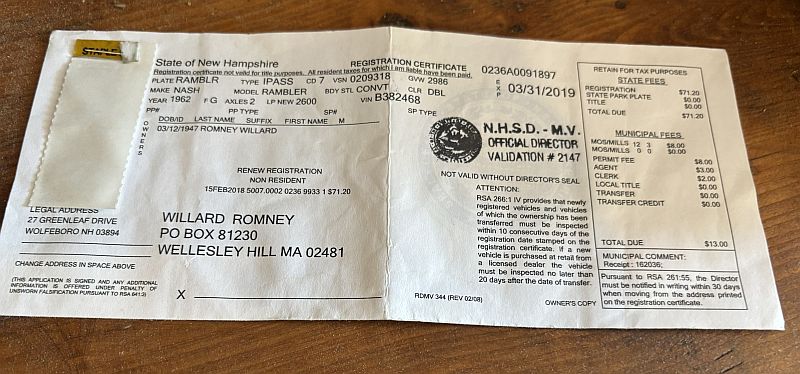 STAPLE
State of New Hampshire
REGISTRATION CERTIFICATE
0236A0091897
Registration certificate not valid for title purposes. All resident taxes for which I am liable have been paid.
PLATE RAMBLR TYPE IPASS CD 7 VSN 0209318 GVW 2986
EXP 03/31/2019
MAKE NASH MODEL RAMBLER BDY STL CONVT CLR DBL
YEAR 1962 F G AXLES 2 LP NEW 2600 VIN B382468
PP# PP TYPE SP# SP TYPE
OWNERS
DOB/ID LAST NAME SUFFIX FIRST NAME M
03/12/1947 ROMNEY WILLARD
RENEW REGISTRATION
NON RESIDENT
15FEB2018 5007.0002 0236 9933 1 $71.20
LEGAL ADDRESS
27 GREENLEAF DRIVE
WOLFEBORO NH 03894
WILLARD ROMNEY
PO BOX 81230
WELLESLEY HILL MA 02481
CHANGE ADDRESS IN SPACE ABOVE
(THIS APPLICATION IS SIGNED AND ANY ADDITIONAL
INFORMATION IS OFFERED UNDER PENALTY OF
UNSWORN FALSIFICATION PURSUANT TO RSA 641:3)
X
N.H.S.D. - M.V.
OFFICIAL DIRECTOR
VALIDATION # 2147
NOT VALID WITHOUT DIRECTOR'S SEAL
ATTENTION:
RSA 266:1 IV provides that newly
registered vehicles and vehicles
of which the ownership has been
transferred must be inspected
within 10 consecutive days of the
registration date stamped on the
registration certificate. if a new
vehicle is purchased at retail from
a licensed dealer the vehicle
must be inspected no later than
20 days after the date of transfer.
RDMV 344 (REV 02/08)
OWNER'S COPY
RETAIN FOR TAX PURPOSES
STATE FEES
REGISTRATION $71.20
STATE PARK PLATE $0.00
TITLE $0.00
TOTAL DUE $71.20
MUNICIPAL FEES
MOS/MILLS 12 3 $8.00
MOS/MILLS 0 0 $0.00
PERMIT FEE $8.00
AGENT $3.00
CLERK $2.00
LOCAL TITLE $0.00
TRANSFER $0.00
TRANSFER CREDIT $0.00
TOTAL DUE $13.00
MUNICIPAL COMMENT:
Receipt : 162036;
Pursuant to RSA 261:55, the Director
must be notified in writing within 30 days
when moving from the address printed
on the registration certificate.